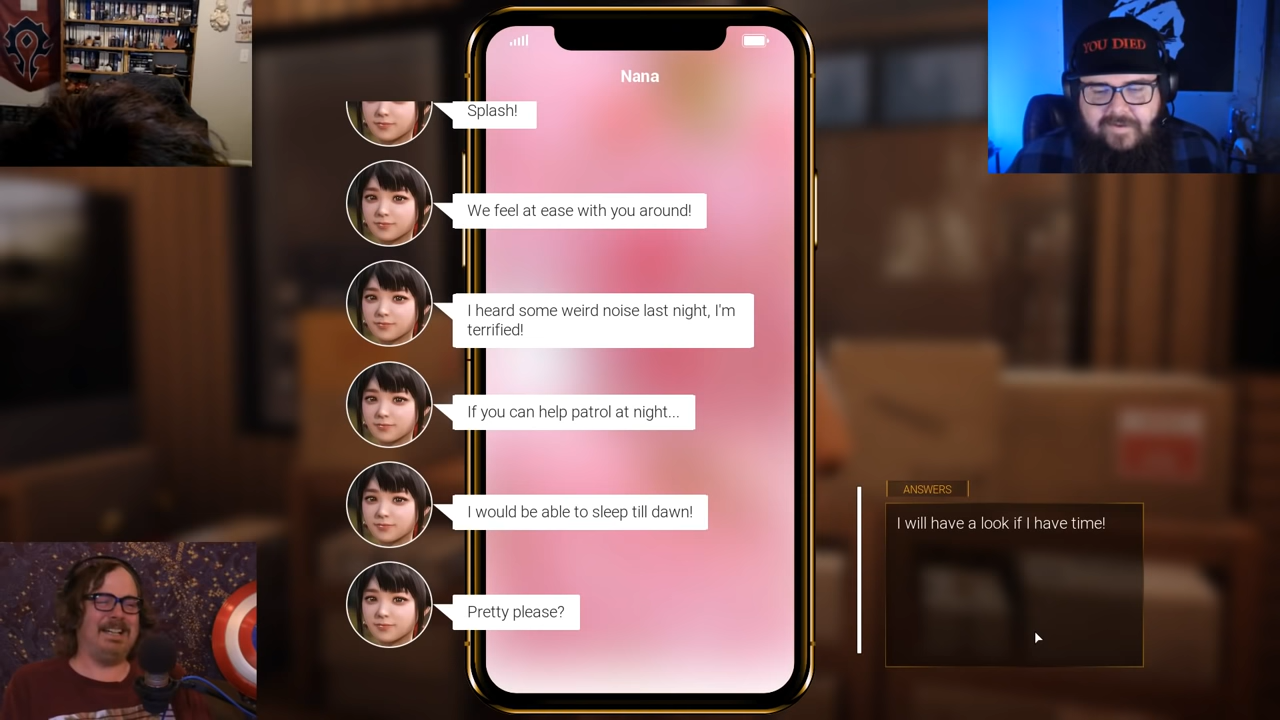 YOU DIED
Nana
Splash!
We feel at ease with you around!
I heard some weird noise last night, I'm
terrified!
If you can help patrol at night...
I would be able to sleep till dawn!
Pretty please?
ANSWERS
I will have a look if I have time!